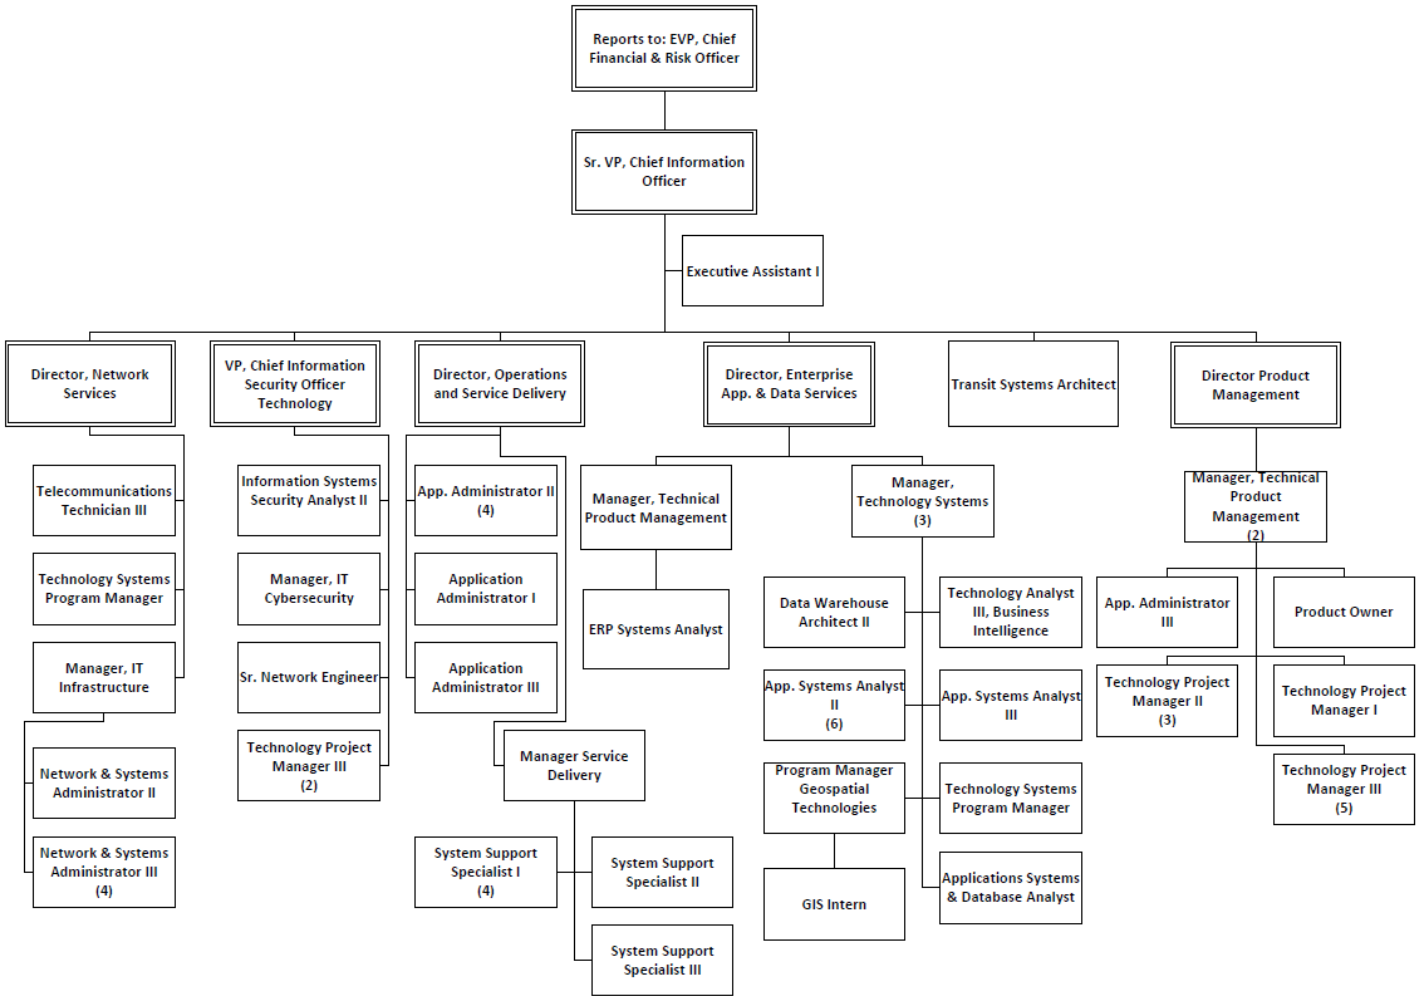 Reports to: EVP, Chief
Financial & Risk Officer
Sr. VP, Chief Information
Officer
Executive Assistant I
Director, Network
Services
VP, Chief Information
Security Officer
Technology
Director, Operations
and Service Delivery
Director, Enterprise
App. & Data Services
Transit Systems Architect
Director Product
Management
Telecommunications
Technician III
Technology Systems
Program Manager
Manager, IT
Infrastructure
Network & Systems
Administrator II
Network & Systems
Administrator III
(4)
Information Systems
Security Analyst II
Manager, IT
Cybersecurity
Sr. Network Engineer
Technology Project
Manager III
(2)
App. Administrator II
(4)
Application
Administrator I
Application
Administrator III
Manager Service
Delivery
System Support
Specialist I
(4)
System Support
Specialist II
System Support
Specialist III
Manager, Technical
Product Management
ERP Systems Analyst
Manager,
Technology Systems
(3)
Data Warehouse
Architect II
Technology Analyst
III, Business
Intelligence
App. Systems Analyst
II
(6)
App. Systems Analyst
III
Program Manager
Geospatial
Technologies
Technology Systems
Program Manager
GIS Intern
Applications Systems
& Database Analyst
Manager, Technical
Product
Management
(2)
App. Administrator
III
Product Owner
Technology Project
Manager II
(3)
Technology Project
Manager I
Technology Project
Manager III
(5)